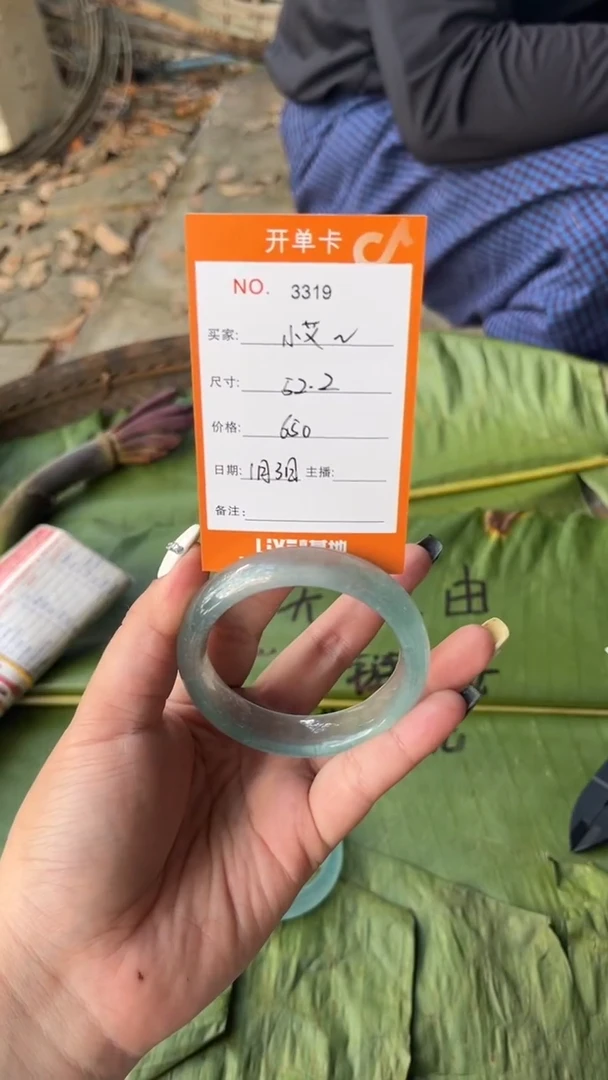 开单卡
NO. 3319
买家: 小艾~
尺寸: 52.2
价格: 650
日期: 1月3日 主播:
备注:
由